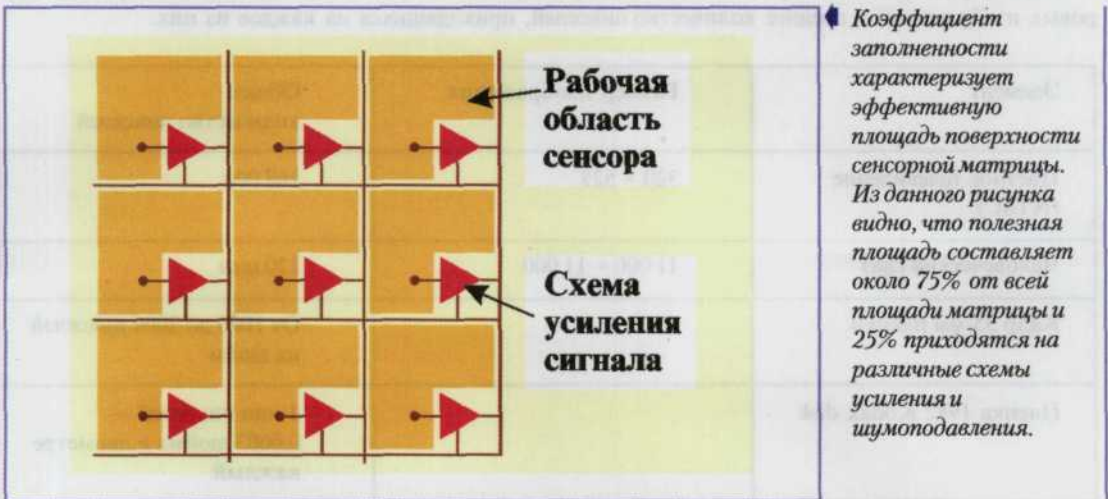 Рабочая
область
сенсора
Схема
усиления
сигнала
Коэффициент
заполненности
характеризует
эффективную
площадь поверхности
сенсорной матрицы.
Из данного рисунка
видно, что полезная
площадь составляет
около 75% от всей
площади матрицы и
25% приходятся на
различные схемы
усиления и
шумоподавления.